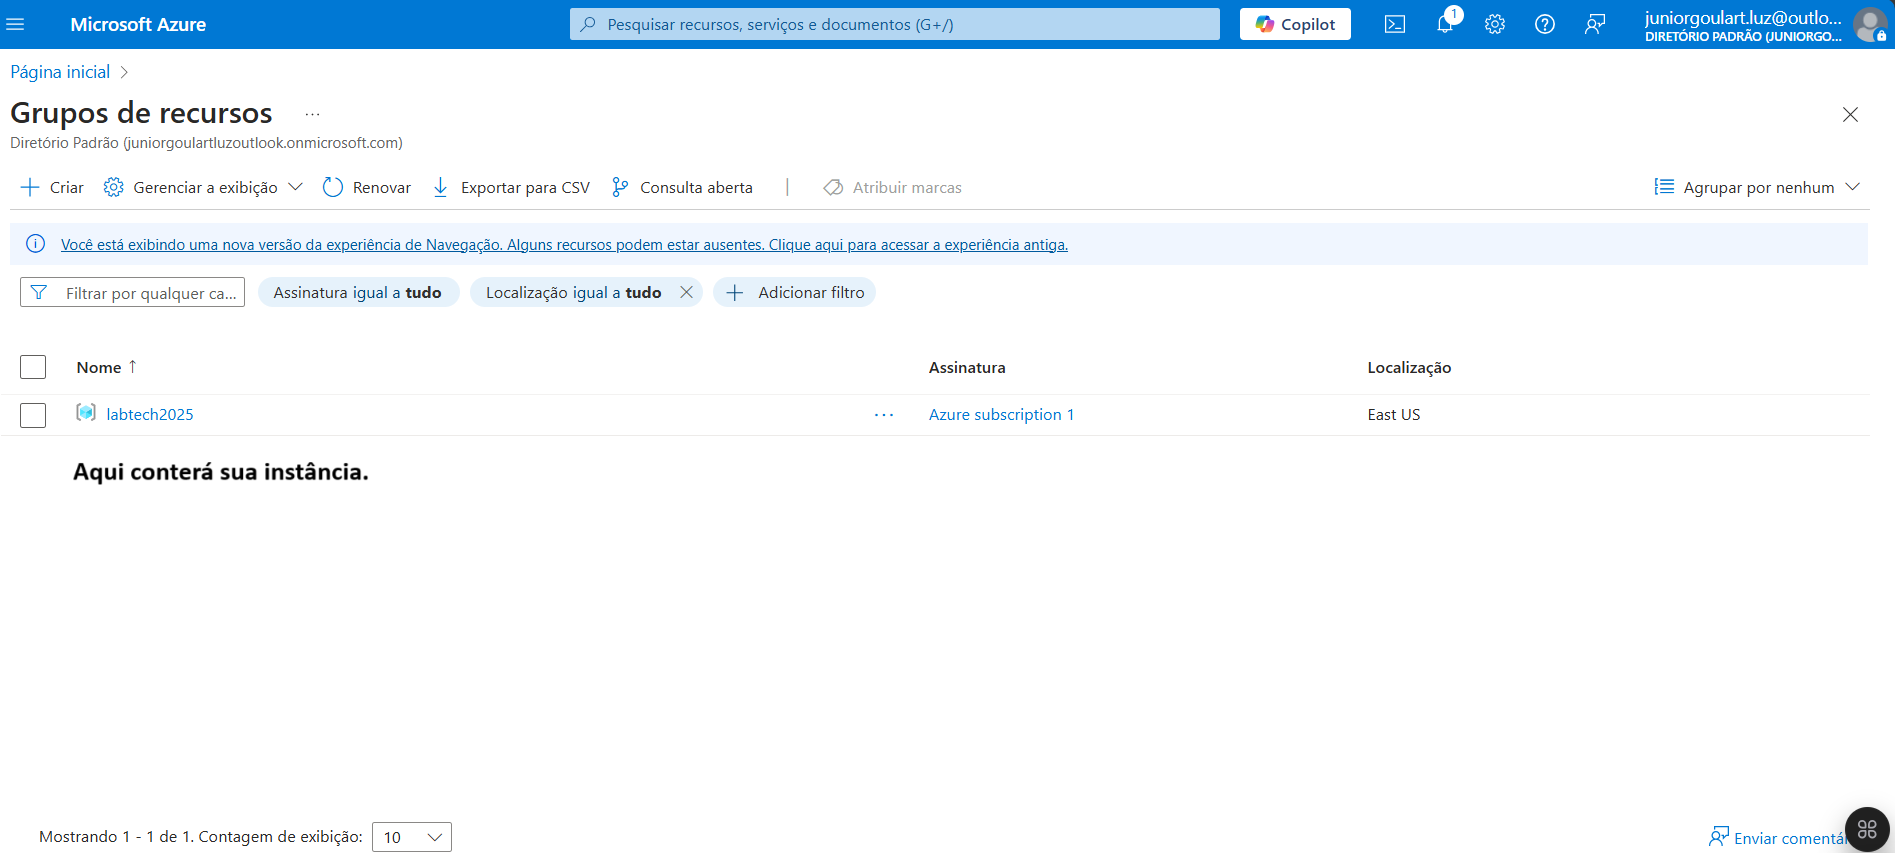 Microsoft Azure
Pesquisar recursos, serviços e documentos (G+/)
Copilot
1
juniorgoulart.luz@outlo...
DIRETÓRIO PADRÃO (JUNIORGO...
Página inicial
Grupos de recursos ...
Diretório Padrão (juniorgoulartluzoutlook.onmicrosoft.com)
Criar
Gerenciar a exibição
Renovar
Exportar para CSV
Consulta aberta
Atribuir marcas
Agrupar por nenhum
Você está exibindo uma nova versão da experiência de Navegação. Alguns recursos podem estar ausentes. Clique aqui para acessar a experiência antiga.
Filtrar por qualquer ca...
Assinatura igual a tudo
Localização igual a tudo
Adicionar filtro
Nome ↑
Assinatura
Localização
labtech2025
Azure subscription 1
East US
Aqui conterá sua instância.
Mostrando 1 - 1 de 1. Contagem de exibição:
10
Enviar comentá